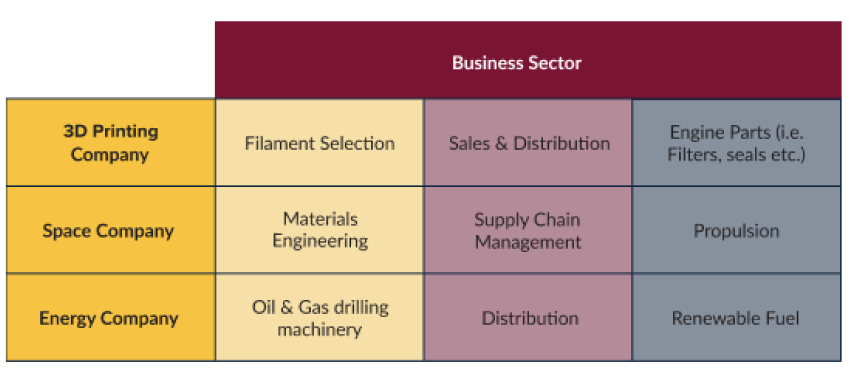 Business Sector
3D Printing
Company
Filament Selection
Sales & Distribution
Engine Parts (i.e.
Filters, seals etc.)
Space Company
Materials
Engineering
Supply Chain
Management
Propulsion
Energy Company
Oil & Gas drilling
machinery
Distribution
Renewable Fuel